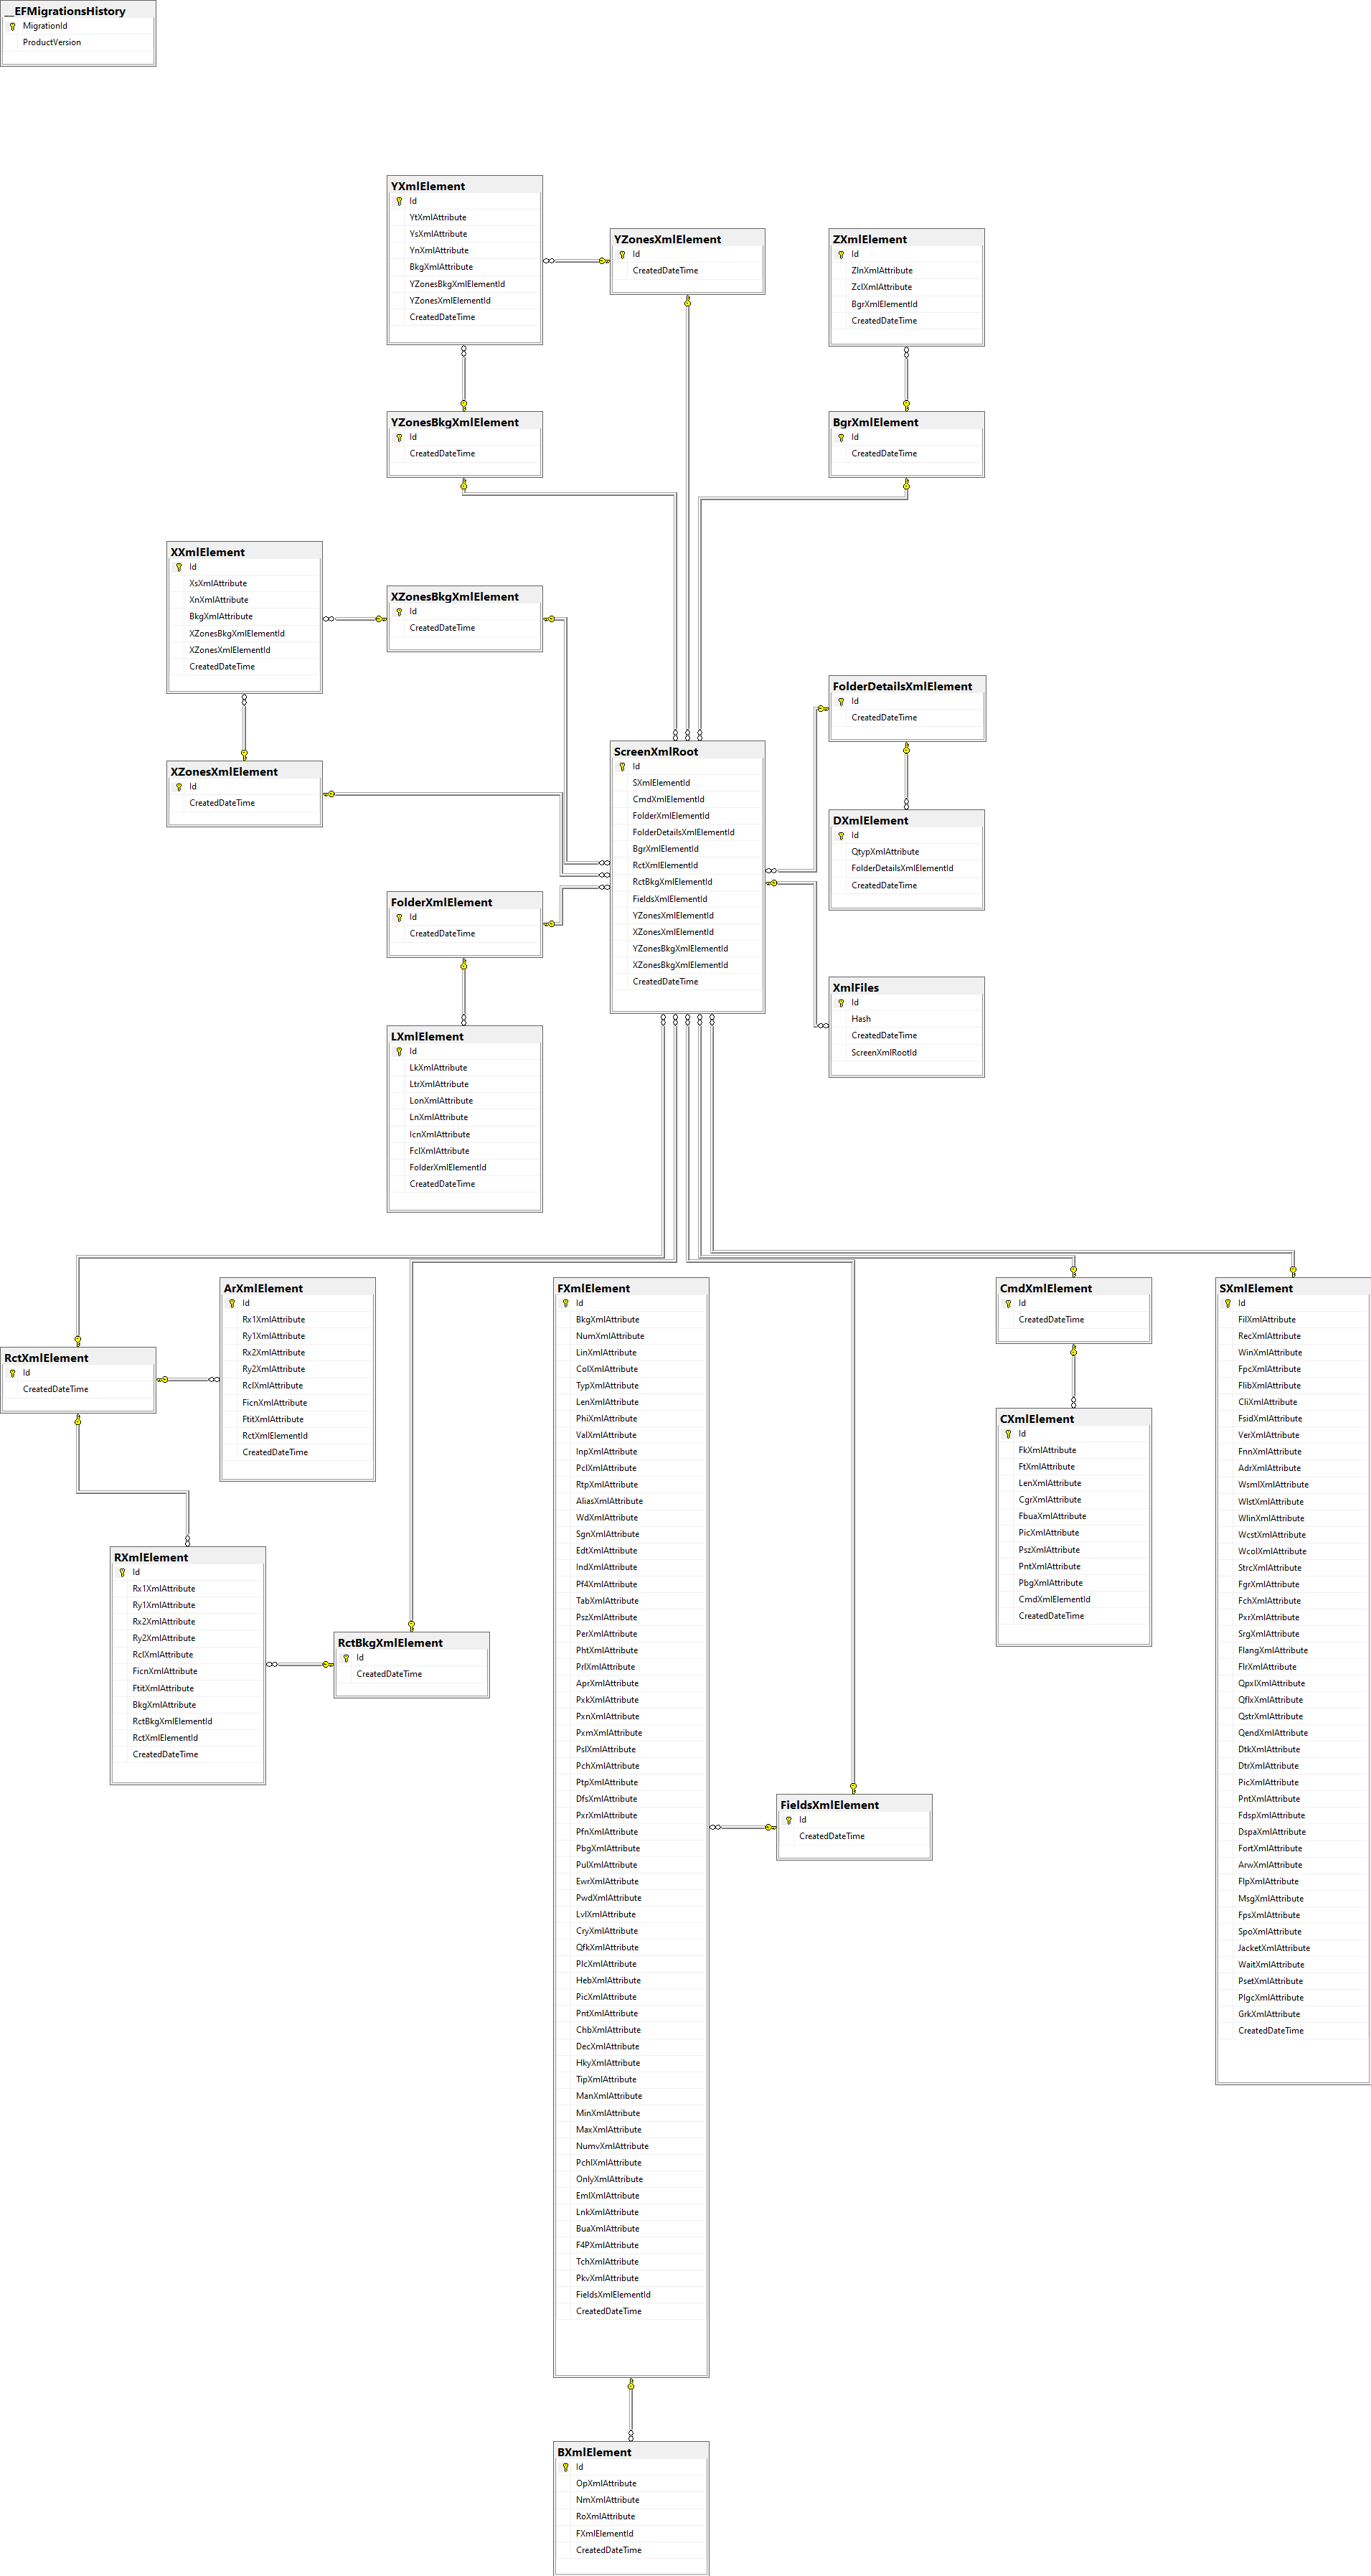 __EFMigrationsHistory
MigrationId
ProductVersion
YXmlElement
Id
YtXmlAttribute
YsXmlAttribute
YnXmlAttribute
BkgXmlAttribute
YZonesBkgXmlElementId
YZonesXmlElementId
CreatedDateTime
YZonesXmlElement
Id
CreatedDateTime
ZXmlElement
Id
ZlnXmlAttribute
ZclXmlAttribute
BgrXmlElementId
CreatedDateTime
YZonesBkgXmlElement
Id
CreatedDateTime
BgrXmlElement
Id
CreatedDateTime
XXmlElement
Id
XsXmlAttribute
XnXmlAttribute
BkgXmlAttribute
XZonesBkgXmlElementId
XZonesXmlElementId
CreatedDateTime
XZonesBkgXmlElement
Id
CreatedDateTime
XZonesXmlElement
Id
CreatedDateTime
FolderDetailsXmlElement
Id
CreatedDateTime
ScreenXmlRoot
Id
SXmlElementId
CmdXmlElementId
FolderXmlElementId
FolderDetailsXmlElementId
BgrXmlElementId
RctXmlElementId
RctBkgXmlElementId
FieldsXmlElementId
YZonesXmlElementId
XZonesXmlElementId
YZonesBkgXmlElementId
XZonesBkgXmlElementId
CreatedDateTime
DXmlElement
Id
QtypXmlAttribute
FolderDetailsXmlElementId
CreatedDateTime
FolderXmlElement
Id
CreatedDateTime
XmlFiles
Id
Hash
CreatedDateTime
ScreenXmlRootId
LXmlElement
Id
LkXmlAttribute
LtrXmlAttribute
LonXmlAttribute
LnXmlAttribute
IcnXmlAttribute
FclXmlAttribute
FolderXmlElementId
CreatedDateTime
RctXmlElement
Id
CreatedDateTime
ArXmlElement
Id
Rx1XmlAttribute
Ry1XmlAttribute
Rx2XmlAttribute
Ry2XmlAttribute
RclXmlAttribute
FicnXmlAttribute
FtitXmlAttribute
RctXmlElementId
CreatedDateTime
RXmlElement
Id
Rx1XmlAttribute
Ry1XmlAttribute
Rx2XmlAttribute
Ry2XmlAttribute
RclXmlAttribute
FicnXmlAttribute
FtitXmlAttribute
BkgXmlAttribute
RctBkgXmlElementId
RctXmlElementId
CreatedDateTime
RctBkgXmlElement
Id
CreatedDateTime
FXmlElement
Id
BkgXmlAttribute
NumXmlAttribute
LinXmlAttribute
ColXmlAttribute
TypXmlAttribute
LenXmlAttribute
PhiXmlAttribute
ValXmlAttribute
InpXmlAttribute
PclXmlAttribute
RtpXmlAttribute
AliasXmlAttribute
WdXmlAttribute
SgnXmlAttribute
EdtXmlAttribute
IndXmlAttribute
Pf4XmlAttribute
TabXmlAttribute
PszXmlAttribute
PerXmlAttribute
PhtXmlAttribute
PrlXmlAttribute
AprXmlAttribute
PxkXmlAttribute
PxnXmlAttribute
PxmXmlAttribute
PslXmlAttribute
PchXmlAttribute
PtpXmlAttribute
DfsXmlAttribute
PxrXmlAttribute
PfnXmlAttribute
PbgXmlAttribute
PulXmlAttribute
EwrXmlAttribute
PwdXmlAttribute
LvlXmlAttribute
CryXmlAttribute
QfkXmlAttribute
PlcXmlAttribute
HebXmlAttribute
PicXmlAttribute
PntXmlAttribute
ChbXmlAttribute
DecXmlAttribute
HkyXmlAttribute
TipXmlAttribute
ManXmlAttribute
MinXmlAttribute
MaxXmlAttribute
NumvXmlAttribute
PchlXmlAttribute
OnlyXmlAttribute
EmlXmlAttribute
LnkXmlAttribute
BuaXmlAttribute
F4PXmlAttribute
TchXmlAttribute
PkvXmlAttribute
FieldsXmlElementId
CreatedDateTime
FieldsXmlElement
Id
CreatedDateTime
CmdXmlElement
Id
CreatedDateTime
CXmlElement
Id
FkXmlAttribute
FtXmlAttribute
LenXmlAttribute
CgrXmlAttribute
FbuaXmlAttribute
PicXmlAttribute
PszXmlAttribute
PntXmlAttribute
PbgXmlAttribute
CmdXmlElementId
CreatedDateTime
SXmlElement
Id
FilXmlAttribute
RecXmlAttribute
WinXmlAttribute
FpcXmlAttribute
FlibXmlAttribute
CliXmlAttribute
FsidXmlAttribute
VerXmlAttribute
FnnXmlAttribute
AdrXmlAttribute
WsmlXmlAttribute
WlstXmlAttribute
WlinXmlAttribute
WcstXmlAttribute
WcolXmlAttribute
StrcXmlAttribute
FgrXmlAttribute
FchXmlAttribute
PxrXmlAttribute
SrgXmlAttribute
FlangXmlAttribute
FlrXmlAttribute
QpxlXmlAttribute
QflxXmlAttribute
QstrXmlAttribute
QendXmlAttribute
DtkXmlAttribute
DtrXmlAttribute
PicXmlAttribute
PntXmlAttribute
FdspXmlAttribute
DspaXmlAttribute
FortXmlAttribute
ArwXmlAttribute
FlpXmlAttribute
MsgXmlAttribute
FpsXmlAttribute
SpoXmlAttribute
JacketXmlAttribute
WaitXmlAttribute
PsetXmlAttribute
PlgcXmlAttribute
GrkXmlAttribute
CreatedDateTime
BXmlElement
Id
OpXmlAttribute
NmXmlAttribute
RoXmlAttribute
FXmlElementId
CreatedDateTime